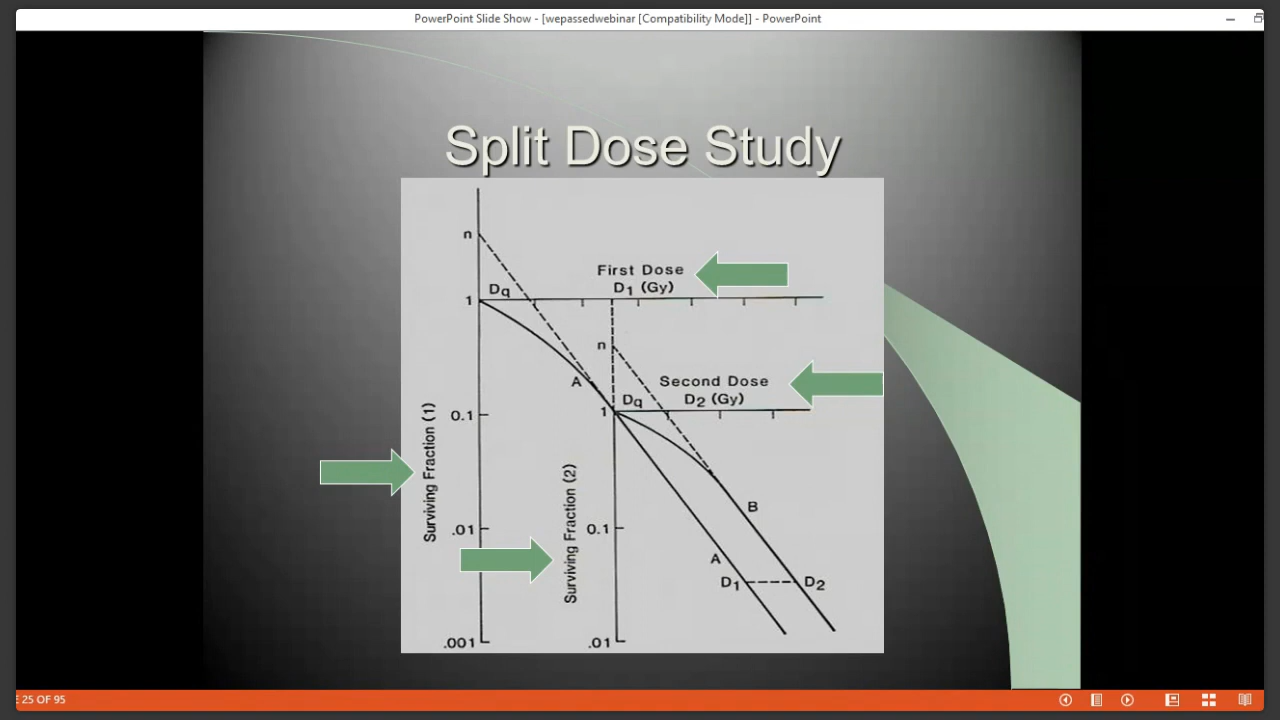 PowerPoint Slide Show - [wepassedwebinar [Compatibility Mode]] - PowerPoint
Split Dose Study
n
First Dose
D1 (Gy)
Dq
1
n
A
Second Dose
D2 (Gy)
Dq
1
0.1
Surviving Fraction (1)
Surviving Fraction (2)
B
.01
0.1
A
D1
D2
.001
.01
25 OF 95